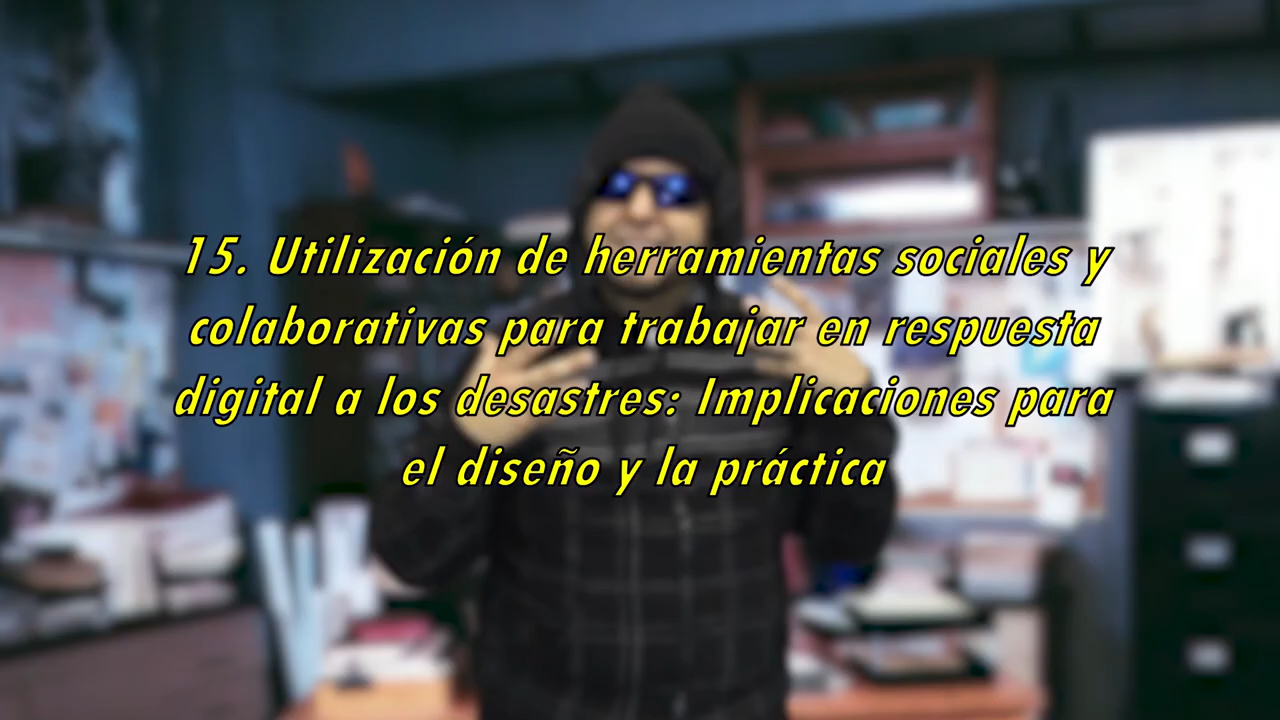 15. Utilización de herramientas sociales y
colaborativas para trabajar en respuesta
digital a los desastres: Implicaciones para
el diseño y la práctica